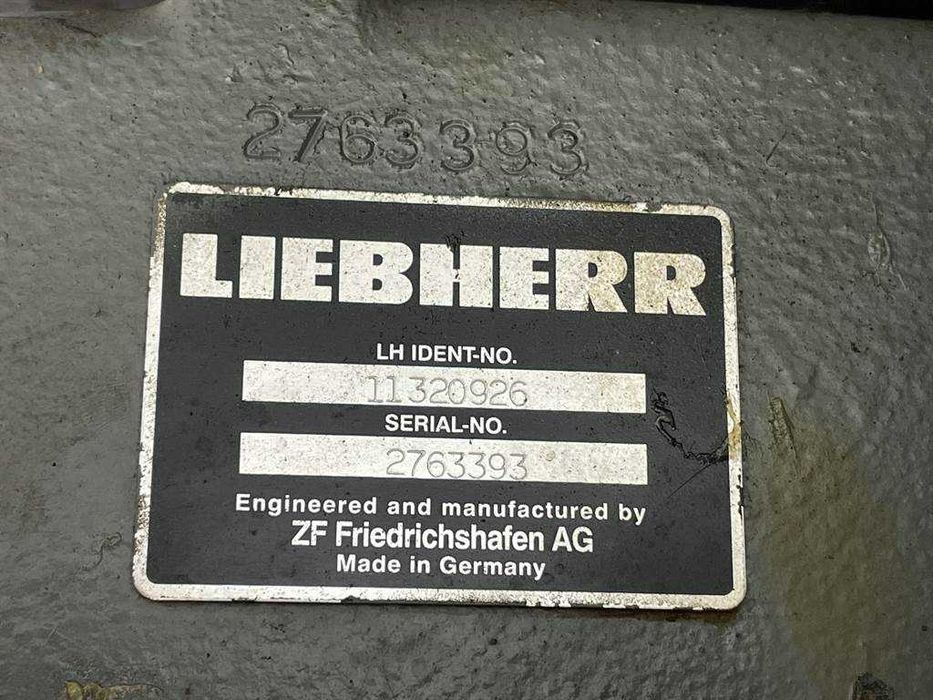 2763393
LIEBHERR
LH IDENT-NO.
11320926
SERIAL-NO.
2763393
Engineered and manufactured by
ZF Friedrichshafen AG
Made in Germany